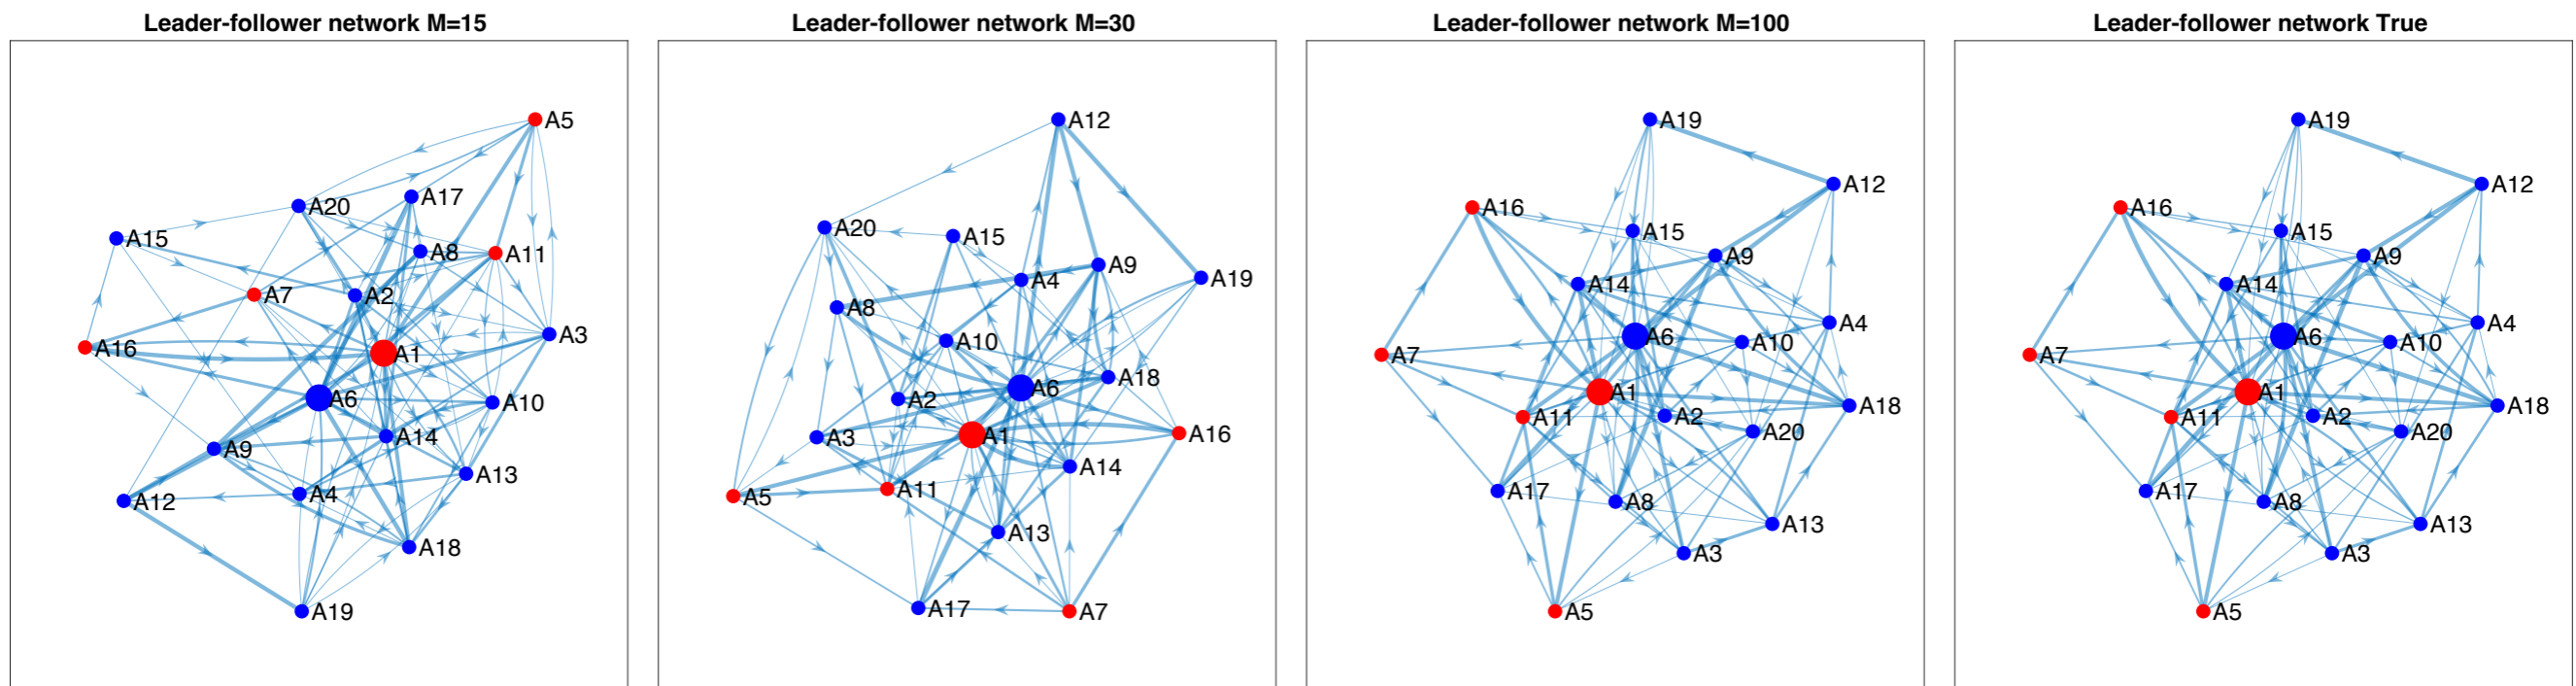 Leader-follower network M=15
A5
A17
A20
A15
A8
A11
A7
A2
A3
A16
A1
A6
A10
A14
A9
A13
A4
A12
A18
A19
Leader-follower network M=30
A12
A20
A15
A9
A4
A19
A8
A10
A18
A6
A2
A16
A3
A1
A14
A11
A5
A13
A17
A7
Leader-follower network M=100
A19
A12
A16
A15
A9
A14
A4
A6
A10
A7
A1
A18
A11
A2
A20
A17
A8
A13
A3
A5
Leader-follower network True
A19
A12
A16
A15
A9
A14
A4
A6
A10
A7
A1
A18
A11
A2
A20
A17
A8
A13
A3
A5